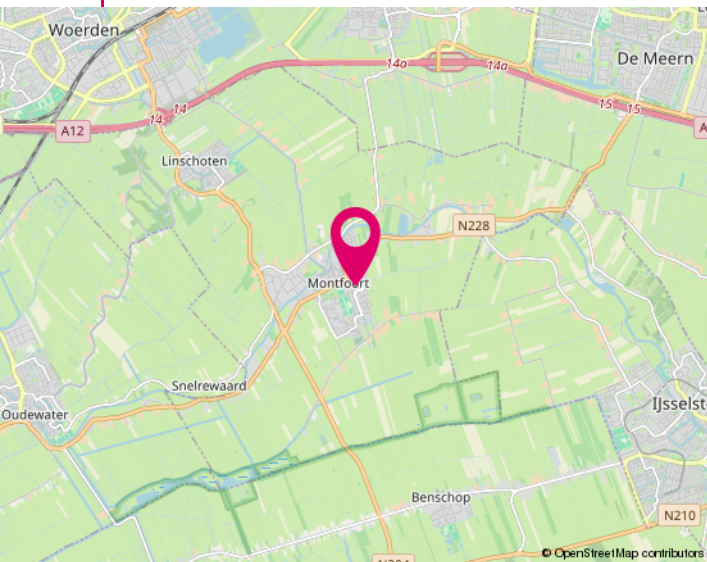 Woerden
De Meern
14a
14a
14
14
15
15
A12
Linschoten
N228
Montfoort
Snelrewaard
Oudewater
IJsselst
Benschop
N210
© OpenStreetMap contributors